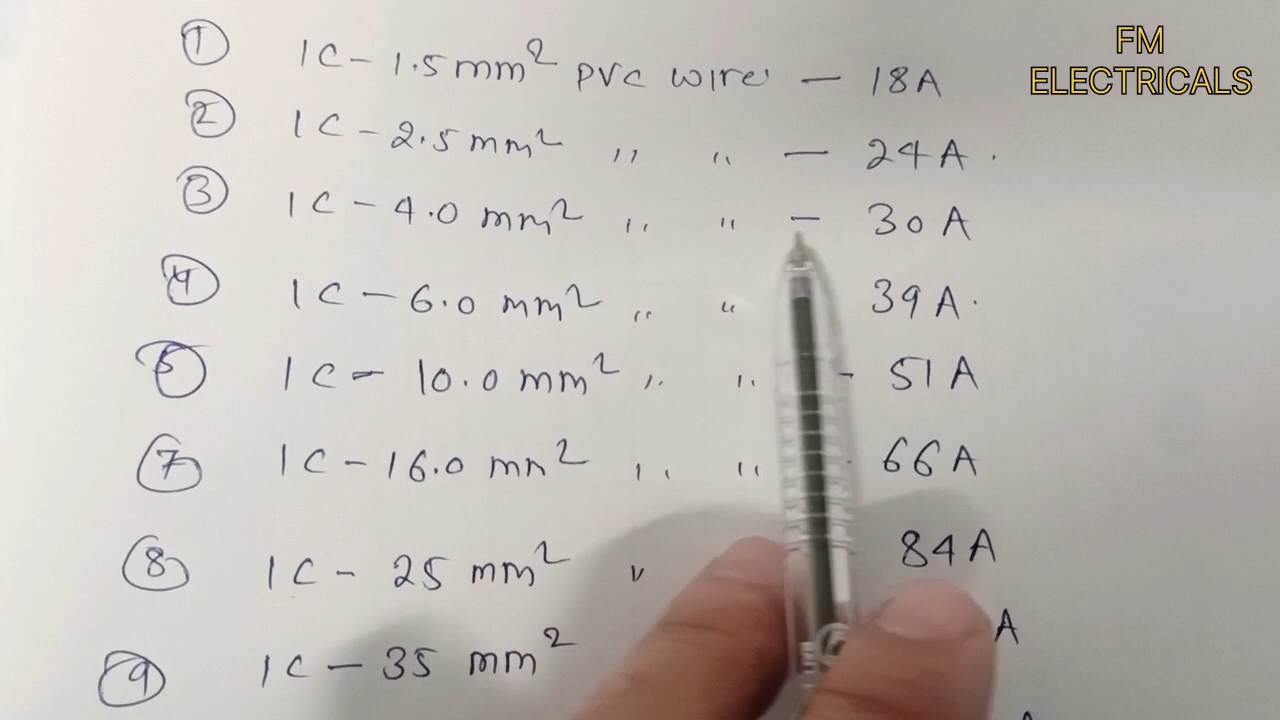 FM
ELECTRICALS
① 1C - 1.5 mm² PVC wire - 18A
② 1C - 2.5 mm² ,, ,, - 24A.
③ 1C - 4.0 mm² ,, ,, - 30A
④ 1C - 6.0 mm² ,, ,, 39A.
⑤ 1C - 10.0 mm² ,, ,, - 51A
⑦ 1C - 16.0 mm² ,, ,, 66A
⑧ 1C - 25 mm² ,, 84A
⑨ 1C - 35 mm² A